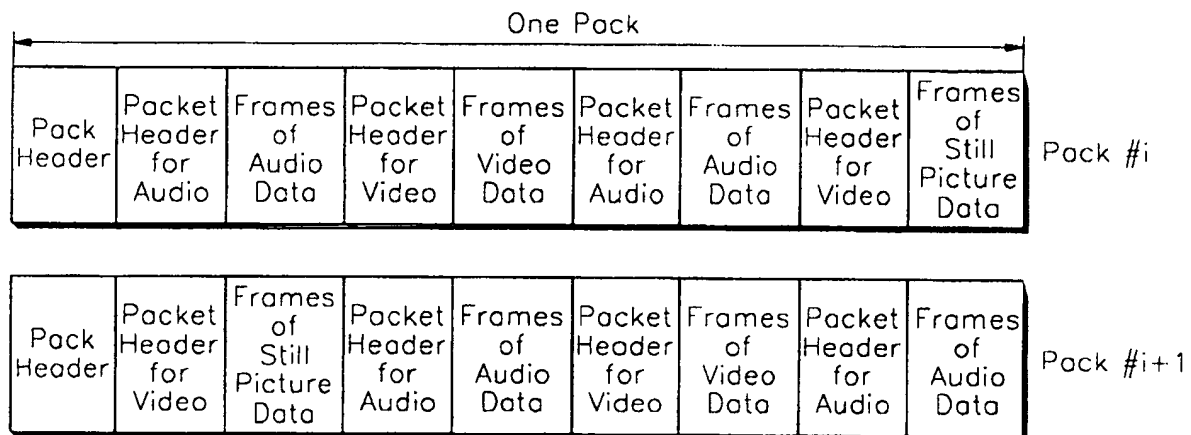 One Pack
Pack
Header
Packet
Header
for
Audio
Frames
of
Audio
Data
Packet
Header
for
Video
Frames
of
Video
Data
Packet
Header
for
Audio
Frames
of
Audio
Data
Packet
Header
for
Video
Frames
of
Still
Picture
Data
Pack #i
Pack
Header
Packet
Header
for
Video
Frames
of
Still
Picture
Data
Packet
Header
for
Audio
Frames
of
Audio
Data
Packet
Header
for
Video
Frames
of
Video
Data
Packet
Header
for
Audio
Frames
of
Audio
Data
Pack #i+1